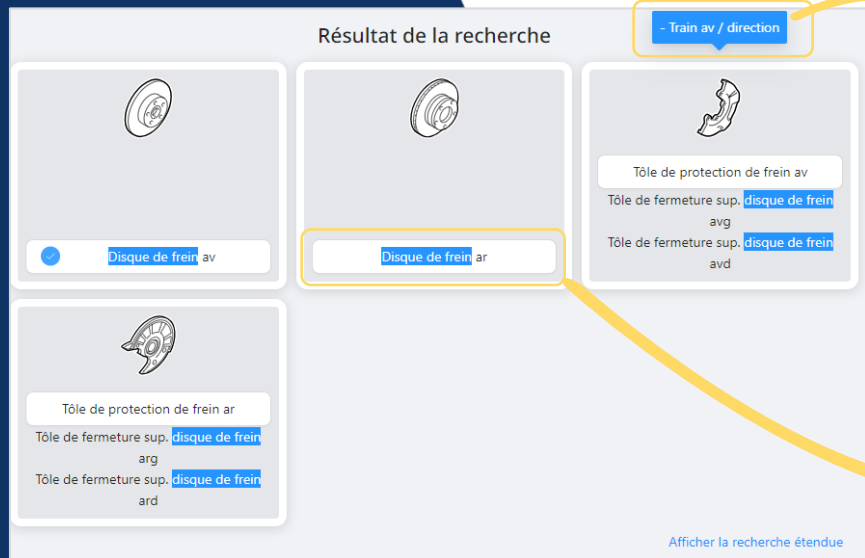 Résultat de la recherche
- Train av / direction
Disque de frein av
Disque de frein ar
Tôle de protection de frein av
Tôle de fermeture sup. disque de frein
avg
Tôle de fermeture sup. disque de frein
avd
Tôle de protection de frein ar
Tôle de fermeture sup. disque de frein
arg
Tôle de fermeture sup. disque de frein
ard
Afficher la recherche étendue